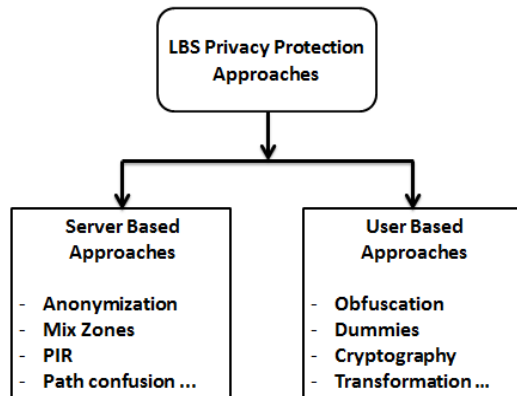 LBS Privacy Protection
Approaches
Server Based
Approaches
- Anonymization
- Mix Zones
- PIR
- Path confusion ...
User Based
Approaches
- Obfuscation
- Dummies
- Cryptography
- Transformation ...